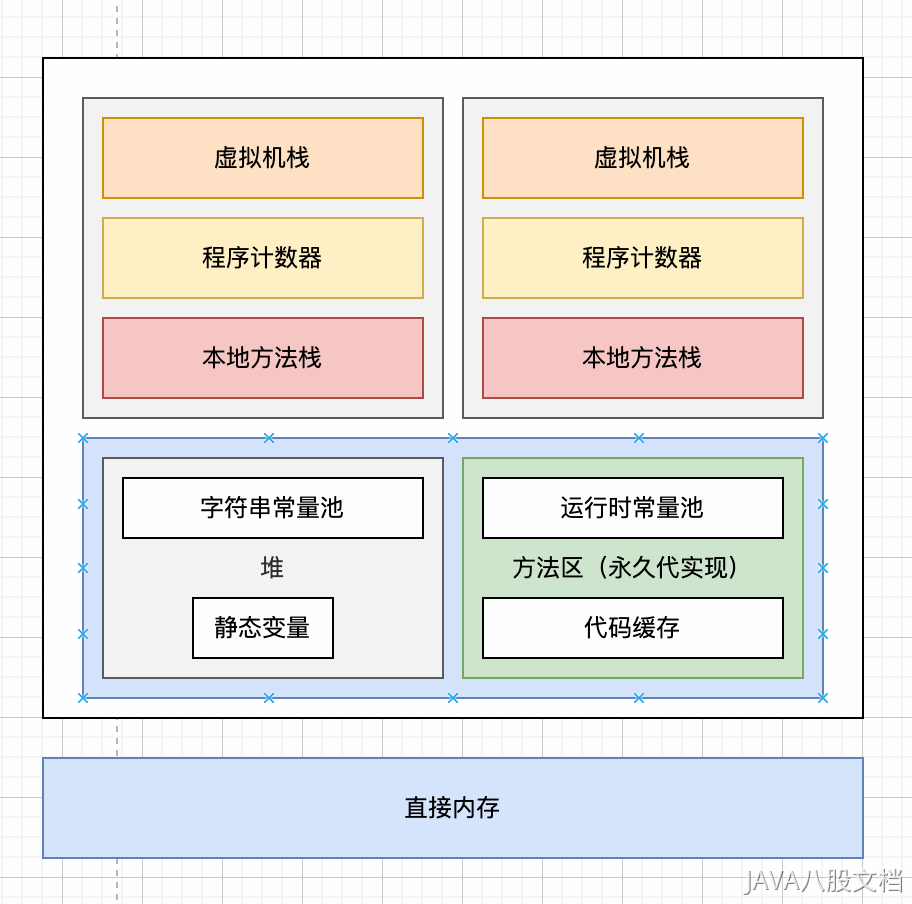 虚拟机栈
程序计数器
本地方法栈
虚拟机栈
程序计数器
本地方法栈
字符串常量池
堆
静态变量
运行时常量池
方法区（永久代实现）
代码缓存
直接内存
JAVA八股文档